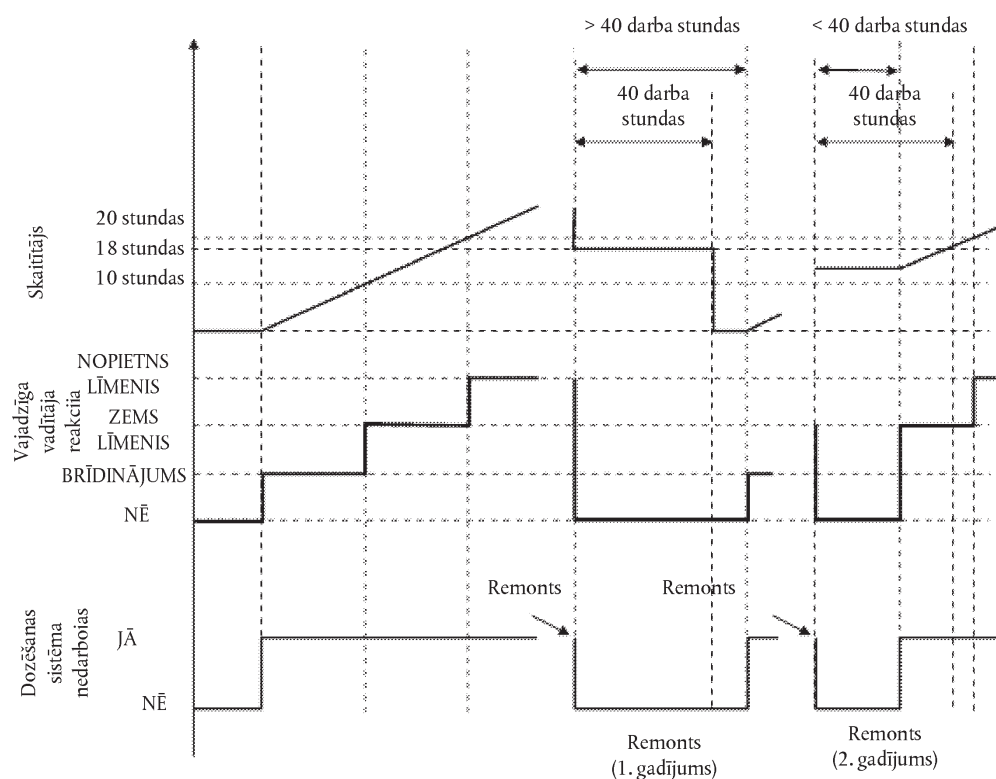 > 40 darba stundas
< 40 darba stundas
40 darba
stundas
40 darba
stundas
Skaitītājs
20 stundas
18 stundas
10 stundas
Vajadzīga
vadītāja
reakciia
NOPIETNS
LĪMENIS
ZEMS
LĪMENIS
BRĪDINĀJUMS
NĒ
Dozēšanas
sistēma
nedarboias
JĀ
NĒ
Remonts
Remonts
Remonts
(1. gadījums)
Remonts
(2. gadījums)